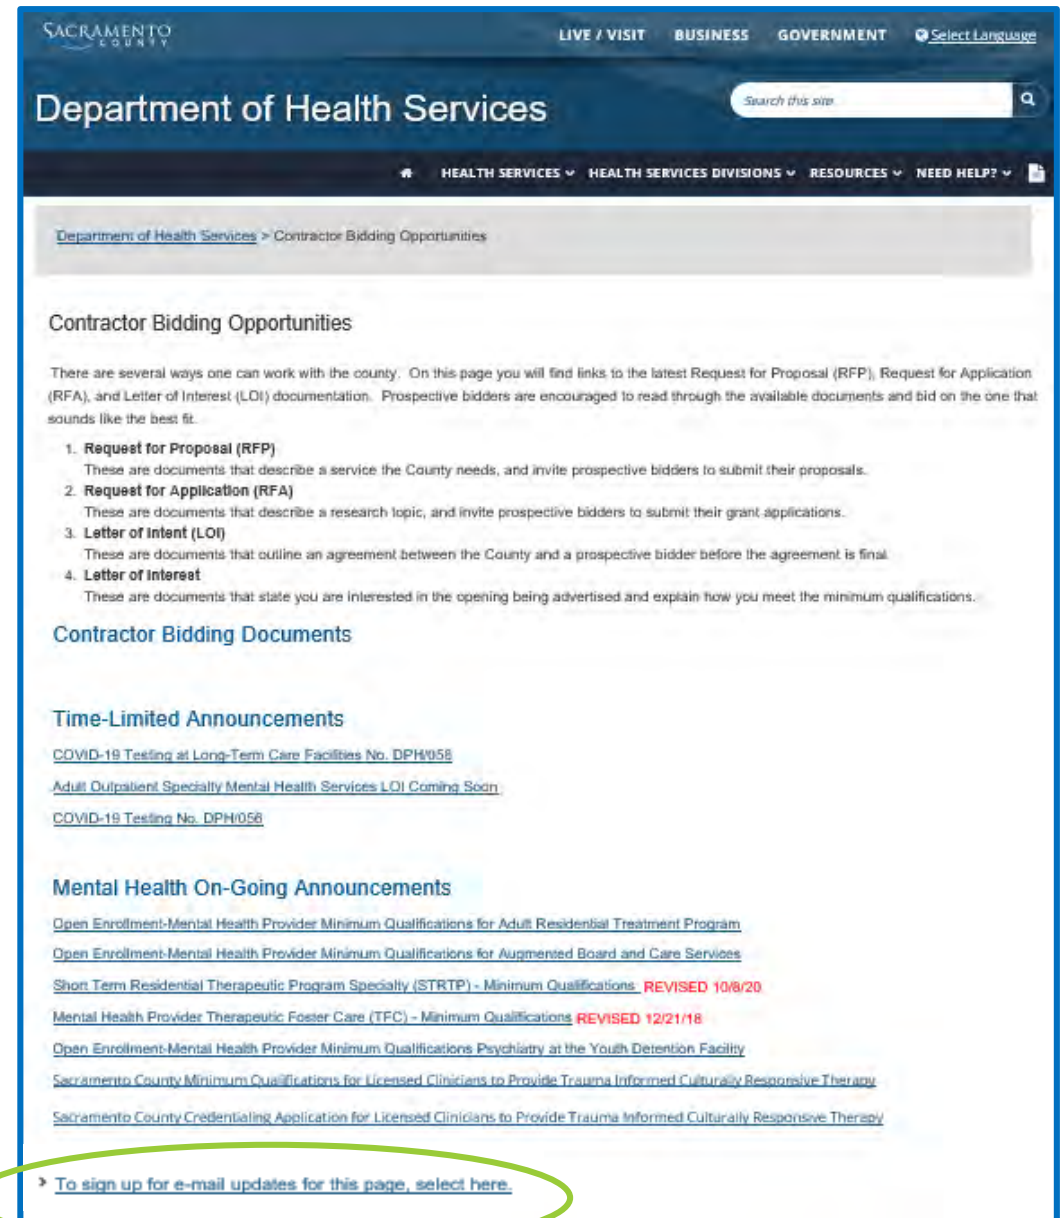 SACRAMENTO
COUNTY
LIVE / VISIT BUSINESS GOVERNMENT Select Language
Department of Health Services
Search this site
HEALTH SERVICES HEALTH SERVICES DIVISIONS RESOURCES NEED HELP?
Department of Health Services > Contractor Bidding Opportunities
Contractor Bidding Opportunities
There are several ways one can work with the county. On this page you will find links to the latest Request for Proposal (RFP), Request for Application
(RFA), and Letter of Interest (LOI) documentation. Prospective bidders are encouraged to read through the available documents and bid on the one that
sounds like the best fit.
1. Request for Proposal (RFP)
These are documents that describe a service the County needs, and invite prospective bidders to submit their proposals.
2. Request for Application (RFA)
These are documents that describe a research topic, and invite prospective bidders to submit their grant applications.
3. Letter of Intent (LOI)
These are documents that outline an agreement between the County and a prospective bidder before the agreement is final.
4. Letter of Interest
These are documents that state you are interested in the opening being advertised and explain how you meet the minimum qualifications.
Contractor Bidding Documents
Time-Limited Announcements
COVID-19 Testing at Long-Term Care Facilities No. DPH/058
Adult Outpatient Specialty Mental Health Services LOI Coming Soon
COVID-19 Testing No. DPH/056
Mental Health On-Going Announcements
Open Enrollment-Mental Health Provider Minimum Qualifications for Adult Residential Treatment Program
Open Enrollment-Mental Health Provider Minimum Qualifications for Augmented Board and Care Services
Short Term Residential Therapeutic Program Specialty (STRTP) - Minimum Qualifications REVISED 10/8/20
Mental Health Provider Therapeutic Foster Care (TFC) - Minimum Qualifications REVISED 12/21/18
Open Enrollment-Mental Health Provider Minimum Qualifications Psychiatry at the Youth Detention Facility
Sacramento County Minimum Qualifications for Licensed Clinicians to Provide Trauma Informed Culturally Responsive Therapy
Sacramento County Credentialing Application for Licensed Clinicians to Provide Trauma Informed Culturally Responsive Therapy
> To sign up for e-mail updates for this page, select here.